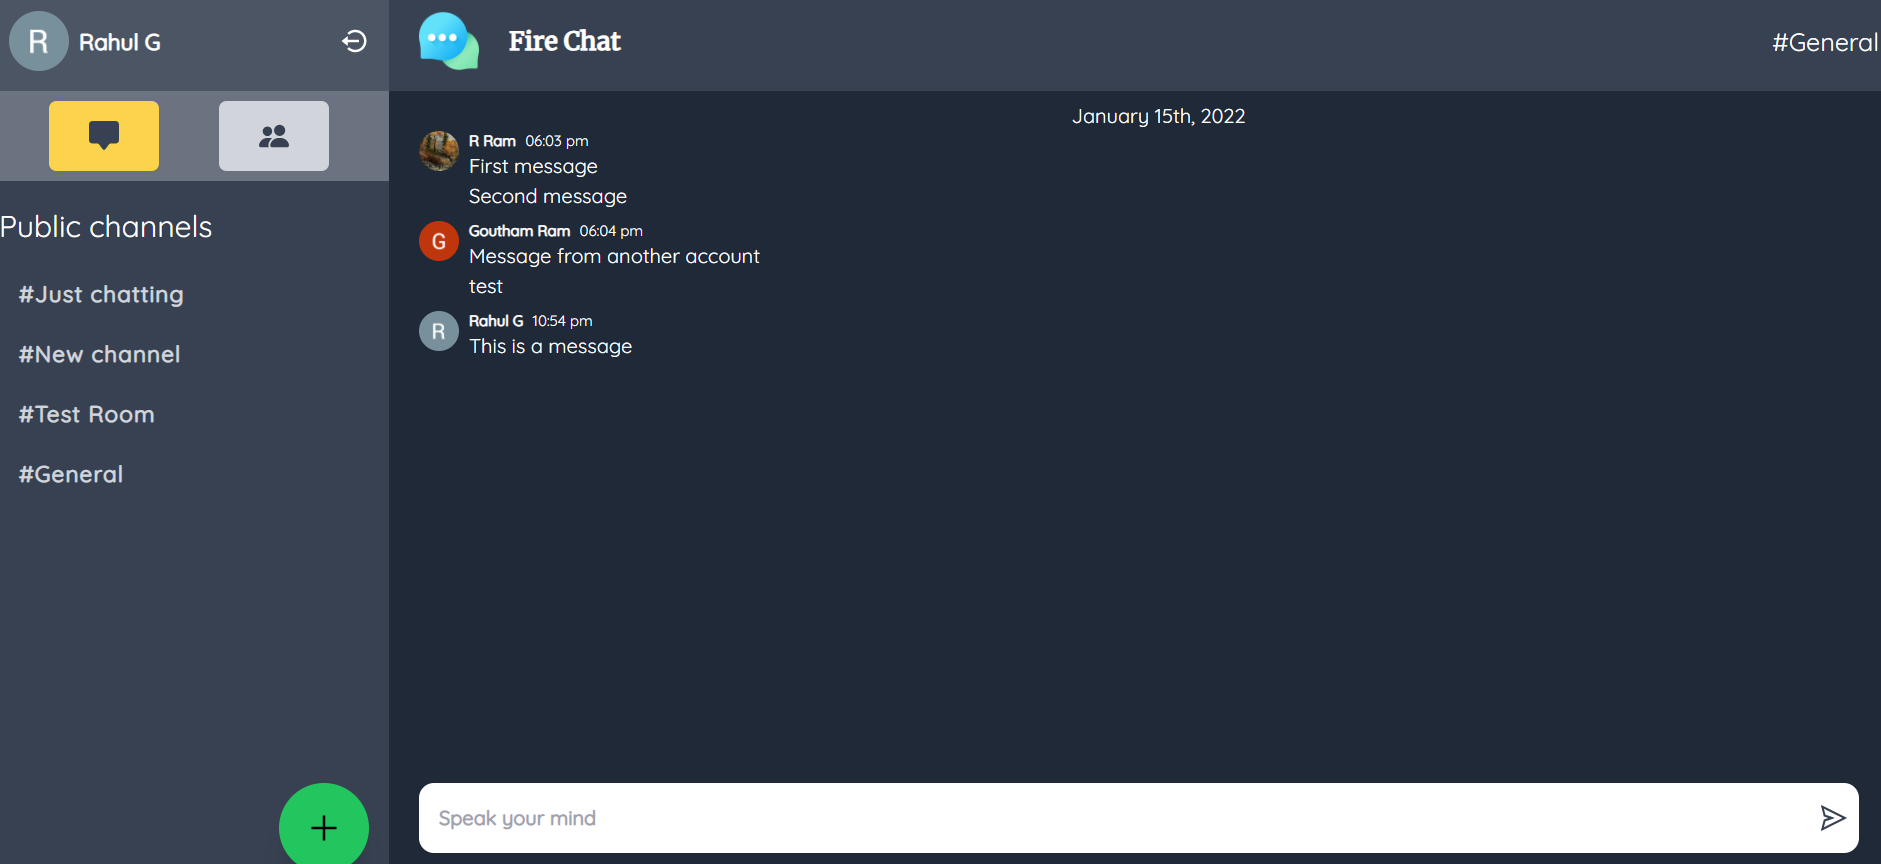 R Rahul G
Fire Chat
#General
Public channels
#Just chatting
#New channel
#Test Room
#General
January 15th, 2022
R Ram 06:03 pm
First message
Second message
G Goutham Ram 06:04 pm
Message from another account
test
R Rahul G 10:54 pm
This is a message
Speak your mind